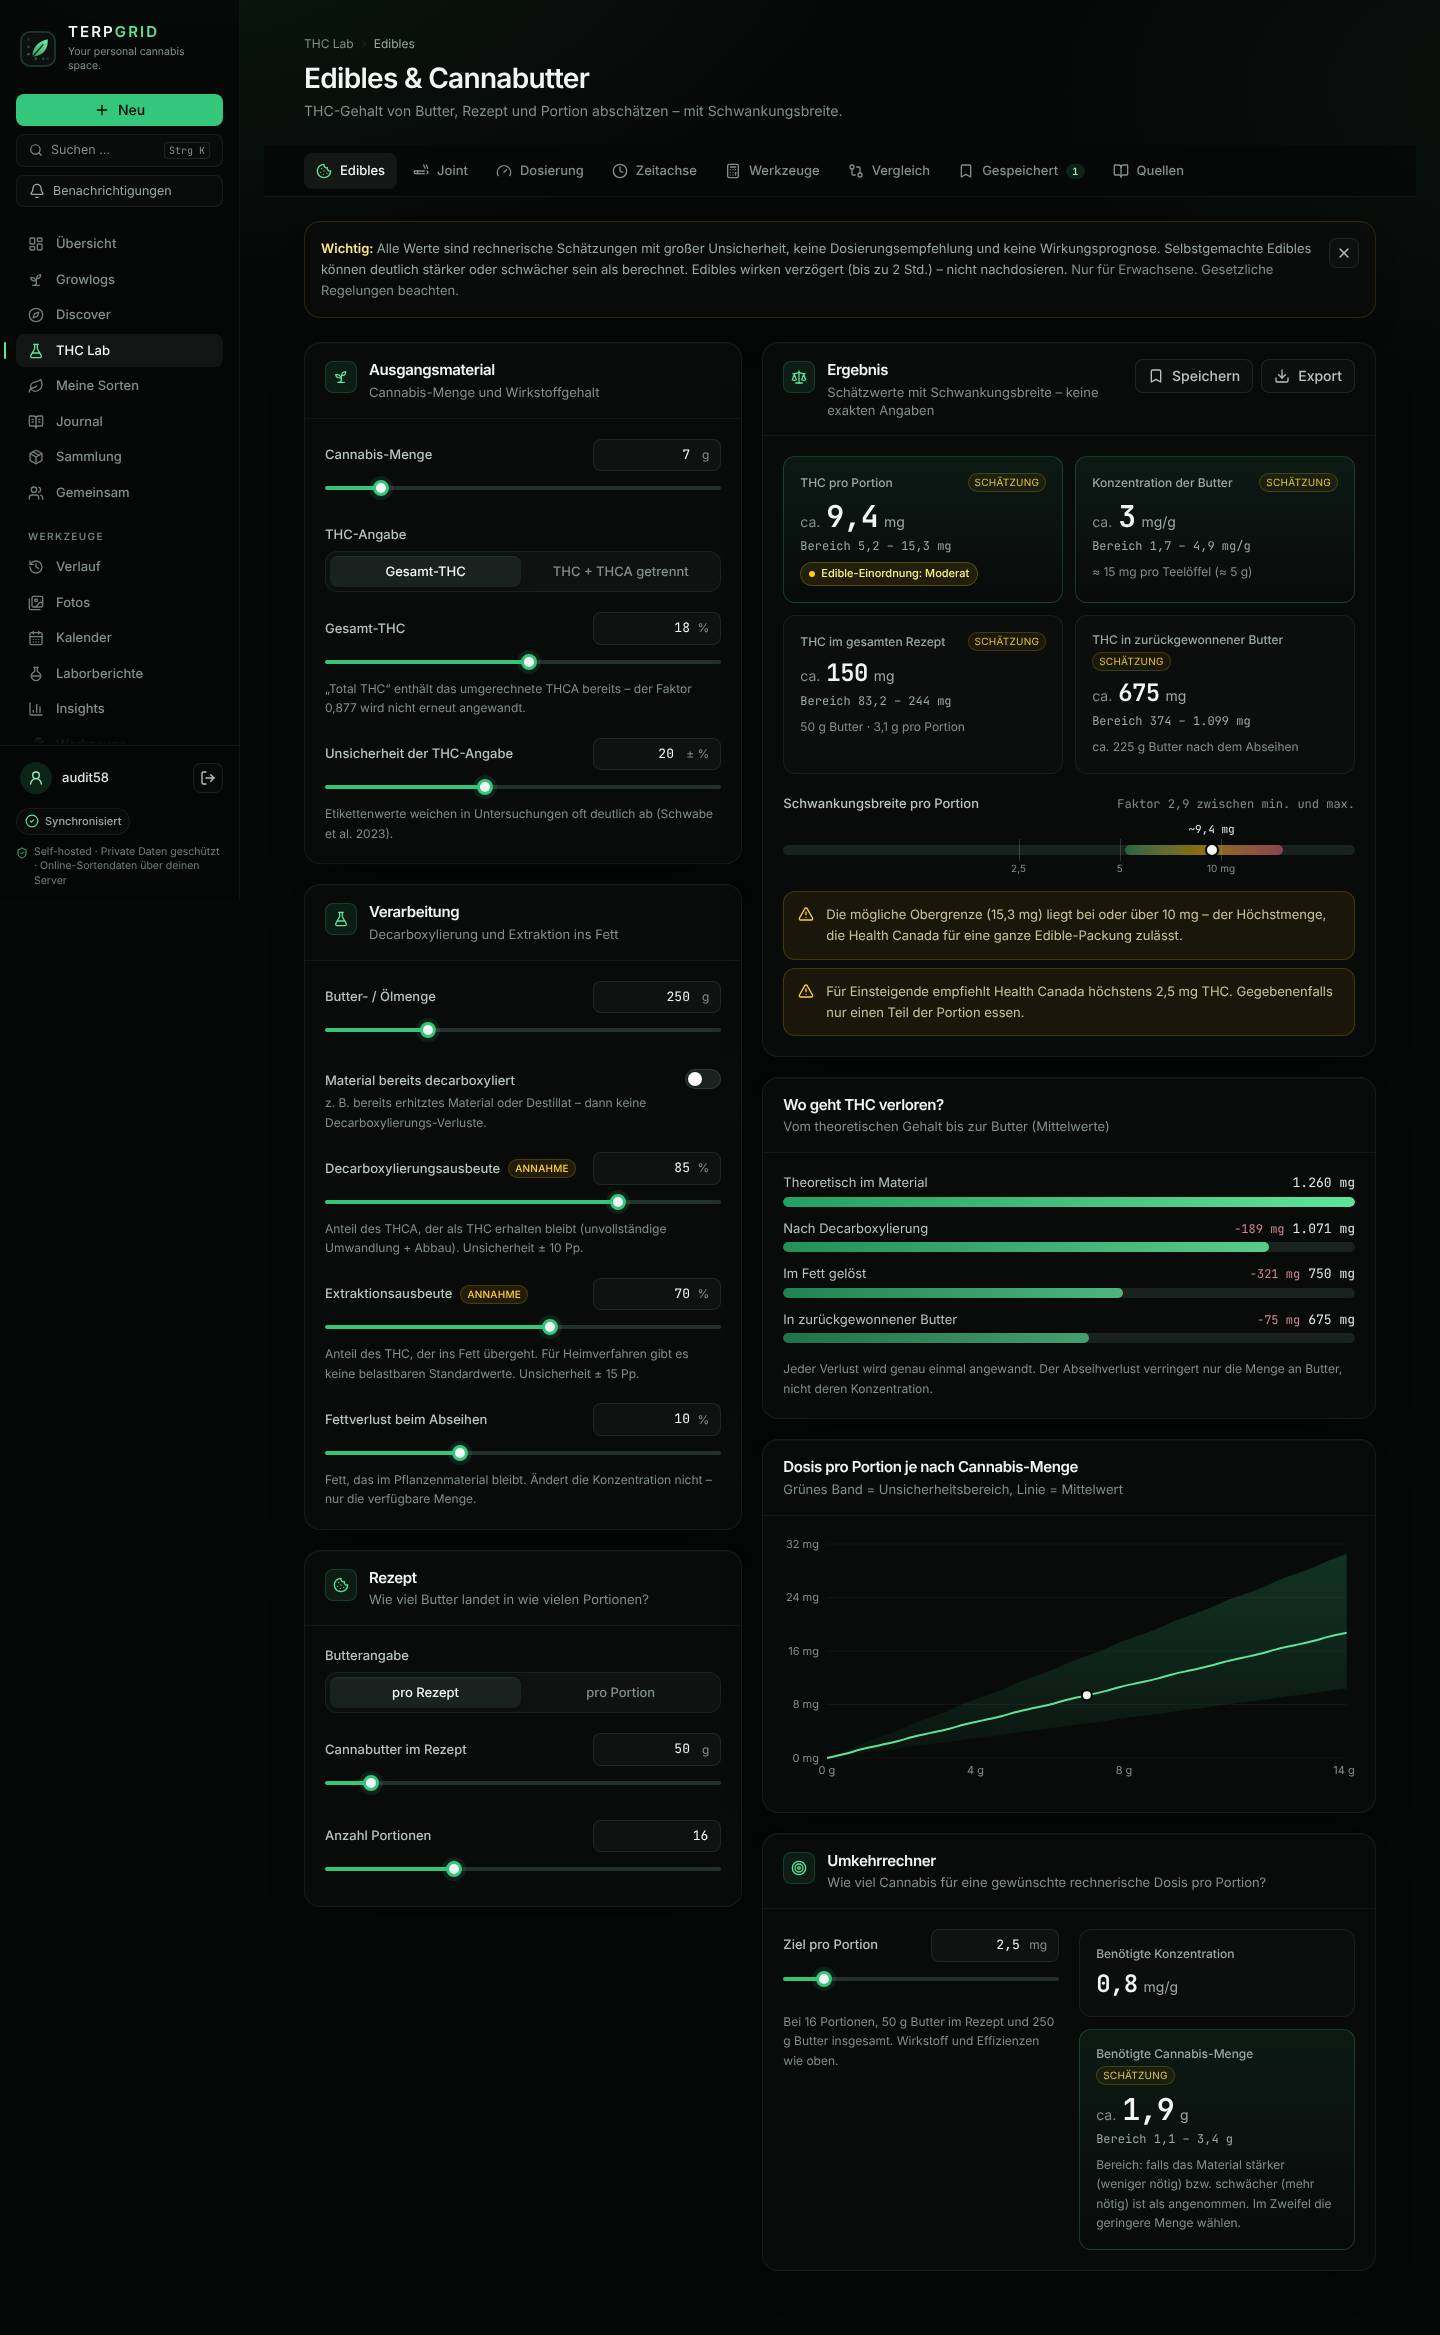 TERPGRID
Your personal cannabis
space.
Neu
Suchen ...
Strg K
Benachrichtigungen
Übersicht
Growlogs
Discover
THC Lab
Meine Sorten
Journal
Sammlung
Gemeinsam
WERKZEUGE
Verlauf
Fotos
Kalender
Laborberichte
Insights
audit58
Synchronisiert
Self-hosted · Private Daten geschützt
· Online-Sortendaten über deinen
Server
THC Lab › Edibles
Edibles & Cannabutter
THC-Gehalt von Butter, Rezept und Portion abschätzen – mit Schwankungsbreite.
Edibles
Joint
Dosierung
Zeitachse
Werkzeuge
Vergleich
Gespeichert 1
Quellen
Wichtig: Alle Werte sind rechnerische Schätzungen mit großer Unsicherheit, keine Dosierungsempfehlung und keine Wirkungsprognose. Selbstgemachte Edibles
können deutlich stärker oder schwächer sein als berechnet. Edibles wirken verzögert (bis zu 2 Std.) – nicht nachdosieren. Nur für Erwachsene. Gesetzliche
Regelungen beachten.
Ausgangsmaterial
Cannabis-Menge und Wirkstoffgehalt
Cannabis-Menge
7 g
THC-Angabe
Gesamt-THC
THC + THCA getrennt
Gesamt-THC
18 %
„Total THC“ enthält das umgerechnete THCA bereits – der Faktor
0,877 wird nicht erneut angewandt.
Unsicherheit der THC-Angabe
20 ± %
Etikettenwerte weichen in Untersuchungen oft deutlich ab (Schwabe
et al. 2023).
Verarbeitung
Decarboxylierung und Extraktion ins Fett
Butter- / Ölmenge
250 g
Material bereits decarboxyliert
z. B. bereits erhitztes Material oder Destillat – dann keine
Decarboxylierungs-Verluste.
Decarboxylierungsausbeute ANNAHME
85 %
Anteil des THCA, der als THC erhalten bleibt (unvollständige
Umwandlung + Abbau). Unsicherheit ± 10 Pp.
Extraktionsausbeute ANNAHME
70 %
Anteil des THC, der ins Fett übergeht. Für Heimverfahren gibt es
keine belastbaren Standardwerte. Unsicherheit ± 15 Pp.
Fettverlust beim Abseihen
10 %
Fett, das im Pflanzenmaterial bleibt. Ändert die Konzentration nicht –
nur die verfügbare Menge.
Rezept
Wie viel Butter landet in wie vielen Portionen?
Butterangabe
pro Rezept
pro Portion
Cannabutter im Rezept
50 g
Anzahl Portionen
16
Ergebnis
Schätzwerte mit Schwankungsbreite – keine
exakten Angaben
Speichern
Export
THC pro Portion SCHÄTZUNG
ca. 9,4 mg
Bereich 5,2 – 15,3 mg
Edible-Einordnung: Moderat
Konzentration der Butter SCHÄTZUNG
ca. 3 mg/g
Bereich 1,7 – 4,9 mg/g
≈ 15 mg pro Teelöffel (≈ 5 g)
THC im gesamten Rezept SCHÄTZUNG
ca. 150 mg
Bereich 83,2 – 244 mg
50 g Butter · 3,1 g pro Portion
THC in zurückgewonnener Butter
SCHÄTZUNG
ca. 675 mg
Bereich 374 – 1.099 mg
ca. 225 g Butter nach dem Abseihen
Schwankungsbreite pro Portion
Faktor 2,9 zwischen min. und max.
~9,4 mg
2,5
5
10 mg
Die mögliche Obergrenze (15,3 mg) liegt bei oder über 10 mg – der Höchstmenge,
die Health Canada für eine ganze Edible-Packung zulässt.
Für Einsteigende empfiehlt Health Canada höchstens 2,5 mg THC. Gegebenenfalls
nur einen Teil der Portion essen.
Wo geht THC verloren?
Vom theoretischen Gehalt bis zur Butter (Mittelwerte)
Theoretisch im Material
1.260 mg
Nach Decarboxylierung
-189 mg 1.071 mg
Im Fett gelöst
-321 mg 750 mg
In zurückgewonnener Butter
-75 mg 675 mg
Jeder Verlust wird genau einmal angewandt. Der Abseihverlust verringert nur die Menge an Butter,
nicht deren Konzentration.
Dosis pro Portion je nach Cannabis-Menge
Grünes Band = Unsicherheitsbereich, Linie = Mittelwert
32 mg
24 mg
16 mg
8 mg
0 mg
0 g
4 g
8 g
14 g
Umkehrrechner
Wie viel Cannabis für eine gewünschte rechnerische Dosis pro Portion?
Ziel pro Portion
2,5 mg
Bei 16 Portionen, 50 g Butter im Rezept und 250
g Butter insgesamt. Wirkstoff und Effizienzen
wie oben.
Benötigte Konzentration
0,8 mg/g
Benötigte Cannabis-Menge
SCHÄTZUNG
ca. 1,9 g
Bereich 1,1 – 3,4 g
Bereich: falls das Material stärker
(weniger nötig) bzw. schwächer (mehr
nötig) ist als angenommen. Im Zweifel die
geringere Menge wählen.